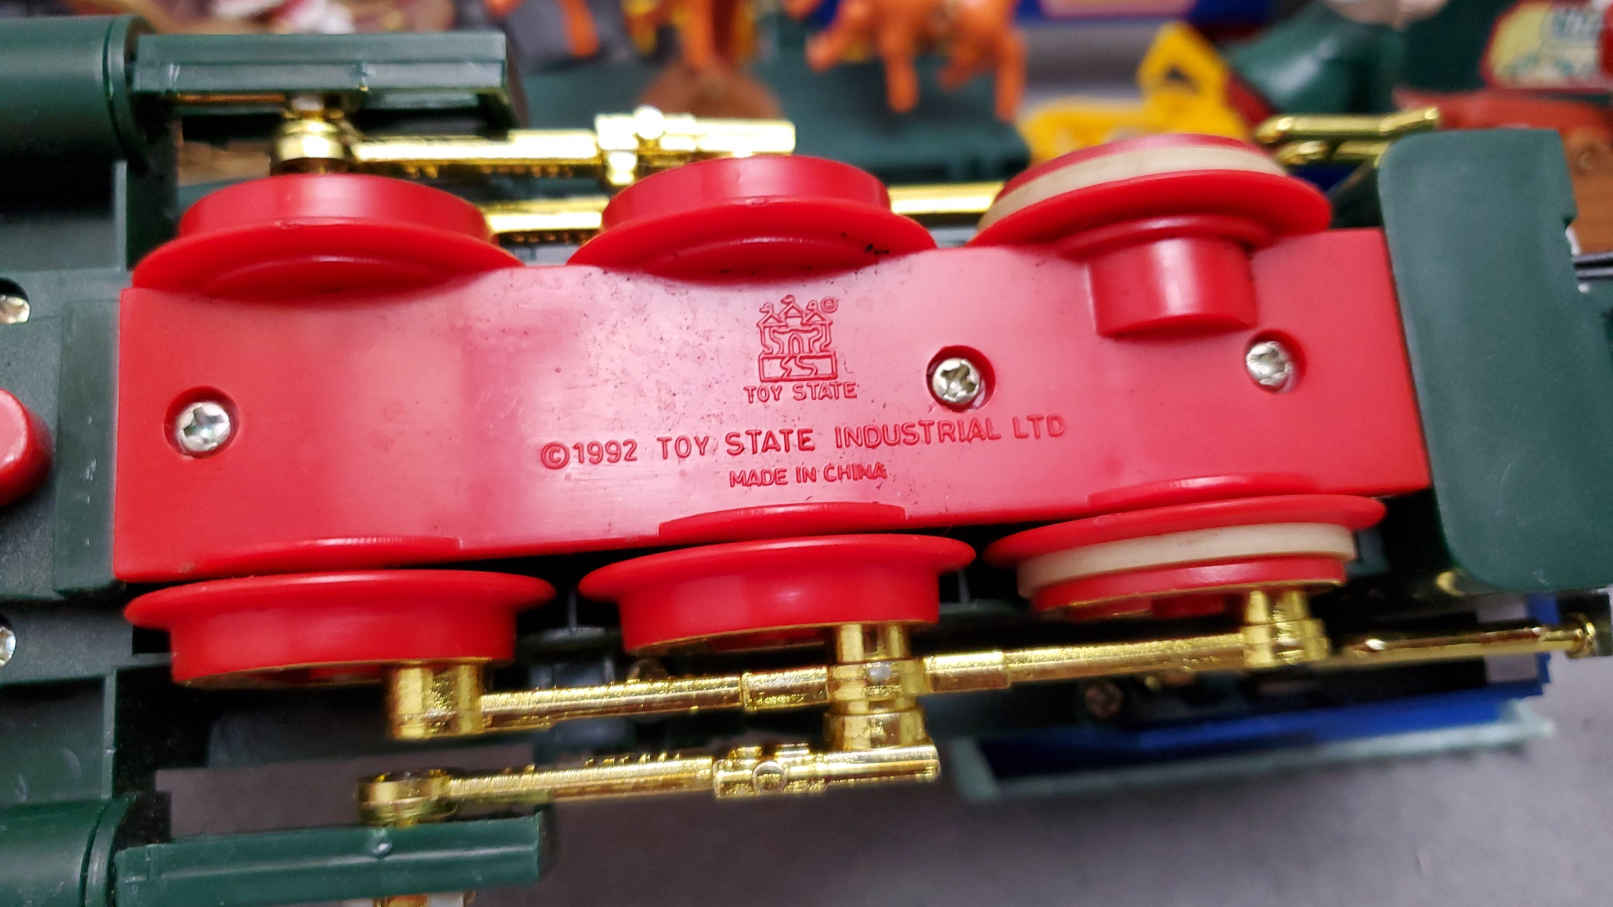 TOY STATE
©1992 TOY STATE INDUSTRIAL LTD
MADE IN CHINA